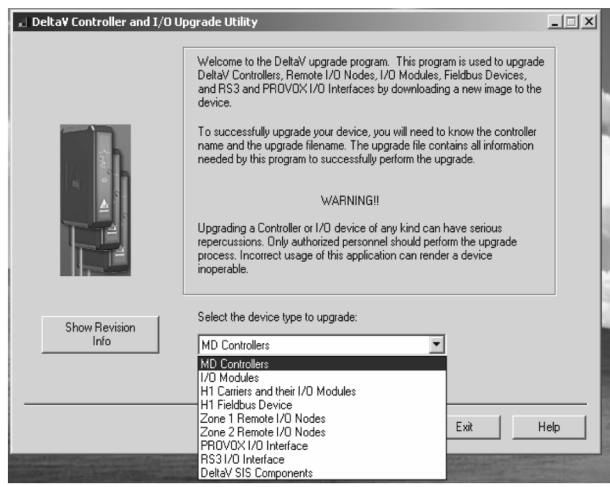 DeltaV Controller and I/O Upgrade Utility
Welcome to the DeltaV upgrade program. This program is used to upgrade
DeltaV Controllers, Remote I/O Nodes, I/O Modules, Fieldbus Devices,
and RS3 and PROVOX I/O Interfaces by downloading a new image to the
device.
To successfully upgrade your device, you will need to know the controller
name and the upgrade filename. The upgrade file contains all information
needed by this program to successfully perform the upgrade.
WARNING!!
Upgrading a Controller or I/O device of any kind can have serious
repercussions. Only authorized personnel should perform the upgrade
process. Incorrect usage of this application can render a device
inoperable.
Show Revision
Info
Select the device type to upgrade:
MD Controllers
MD Controllers
I/O Modules
H1 Carriers and their I/O Modules
H1 Fieldbus Device
Zone 1 Remote I/O Nodes
Zone 2 Remote I/O Nodes
PROVOX I/O Interface
RS3 I/O Interface
DeltaV SIS Components
Exit
Help